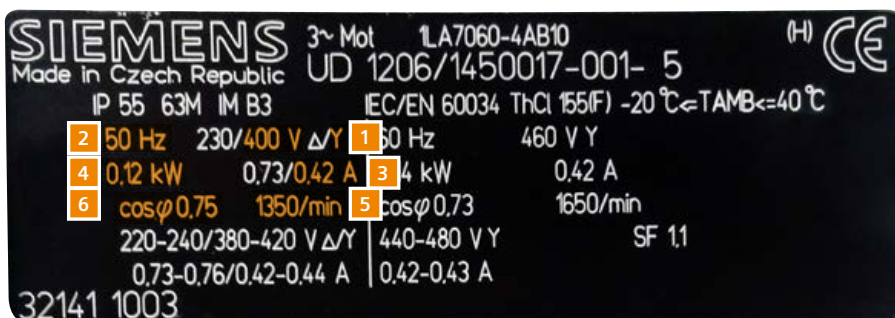 SIEMENS 3~ Mot 1LA7060-4AB10 (H) CE
Made in Czech Republic UD 1206/1450017-001- 5
IP 55 63M IM B3 IEC/EN 60034 ThCl 155(F) -20 °C<=TAMB<=40 °C
2 50 Hz 230/400 V Δ/Y 1 60 Hz 460 V Y
4 0,12 kW 0,73/0,42 A 3 4 kW 0,42 A
6 cosφ 0,75 1350/min 5 cosφ 0,73 1650/min
220-240/380-420 V Δ/Y 440-480 V Y SF 1,1
0,73-0,76/0,42-0,44 A 0,42-0,43 A
32141 1003